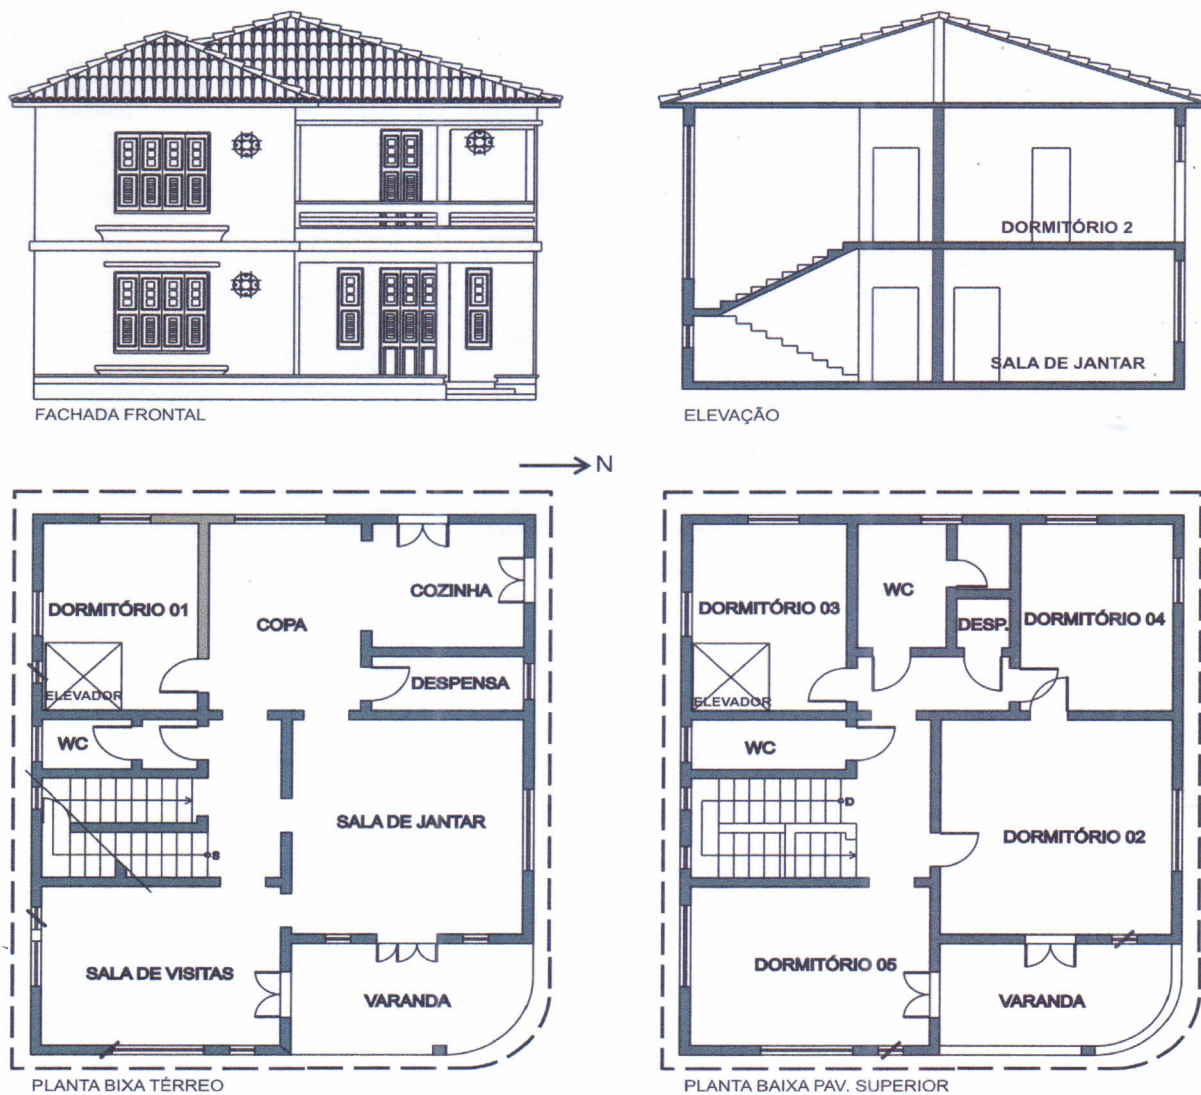 DORMITÓRIO 2
SALA DE JANTAR
FACHADA FRONTAL
ELEVAÇÃO
N
DORMITÓRIO 01
COPA
COZINHA
ELEVADOR
DESPENSA
WC
SALA DE JANTAR
S
SALA DE VISITAS
VARANDA
PLANTA BIXA TÉRREO
WC
DORMITÓRIO 03
DESP.
DORMITÓRIO 04
ELEVADOR
WC
D
DORMITÓRIO 02
DORMITÓRIO 05
VARANDA
PLANTA BAIXA PAV. SUPERIOR